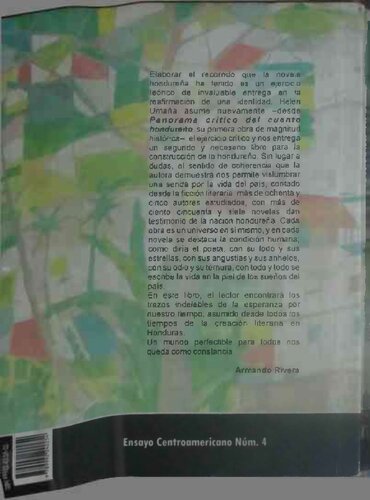 Elaborar el recorrido que la novela
hondureña ha tenido es un ejercicio
teórico de invaluable entrega en la
reafirmación de una identidad. Helen
Umaña asume nuevamente –desde
Panorama crítico del cuento
hondureño, su primera obra de magnitud
histórica– el ejercicio crítico y nos entrega
un segundo y necesario libro para la
construcción de lo hondureño. Sin lugar a
dudas, el sentido de coherencia que la
autora demuestra nos permite vislumbrar
una senda por la vida del país, contado
desde la ficción literaria: más de ochenta y
cinco autores estudiados, con más de
ciento cincuenta y siete novelas dan
testimonio de la nación hondureña. Cada
obra es un universo en sí mismo, y en cada
novela se destaca la condición humana,
como diría el poeta, con su lodo y sus
estrellas, con sus angustias y sus anhelos,
con su odio y su ternura, con todo y todo se
escribe la vida en la piel de los sueños del
país.
En este libro, el lector encontrará los
trazos indelebles de la esperanza por
nuestro tiempo, asumido desde todos los
tiempos de la creación literaria en
Honduras.
Un mundo perfectible para todos nos
queda como constancia.
Armando Rivera
Ensayo Centroamericano Núm. 4